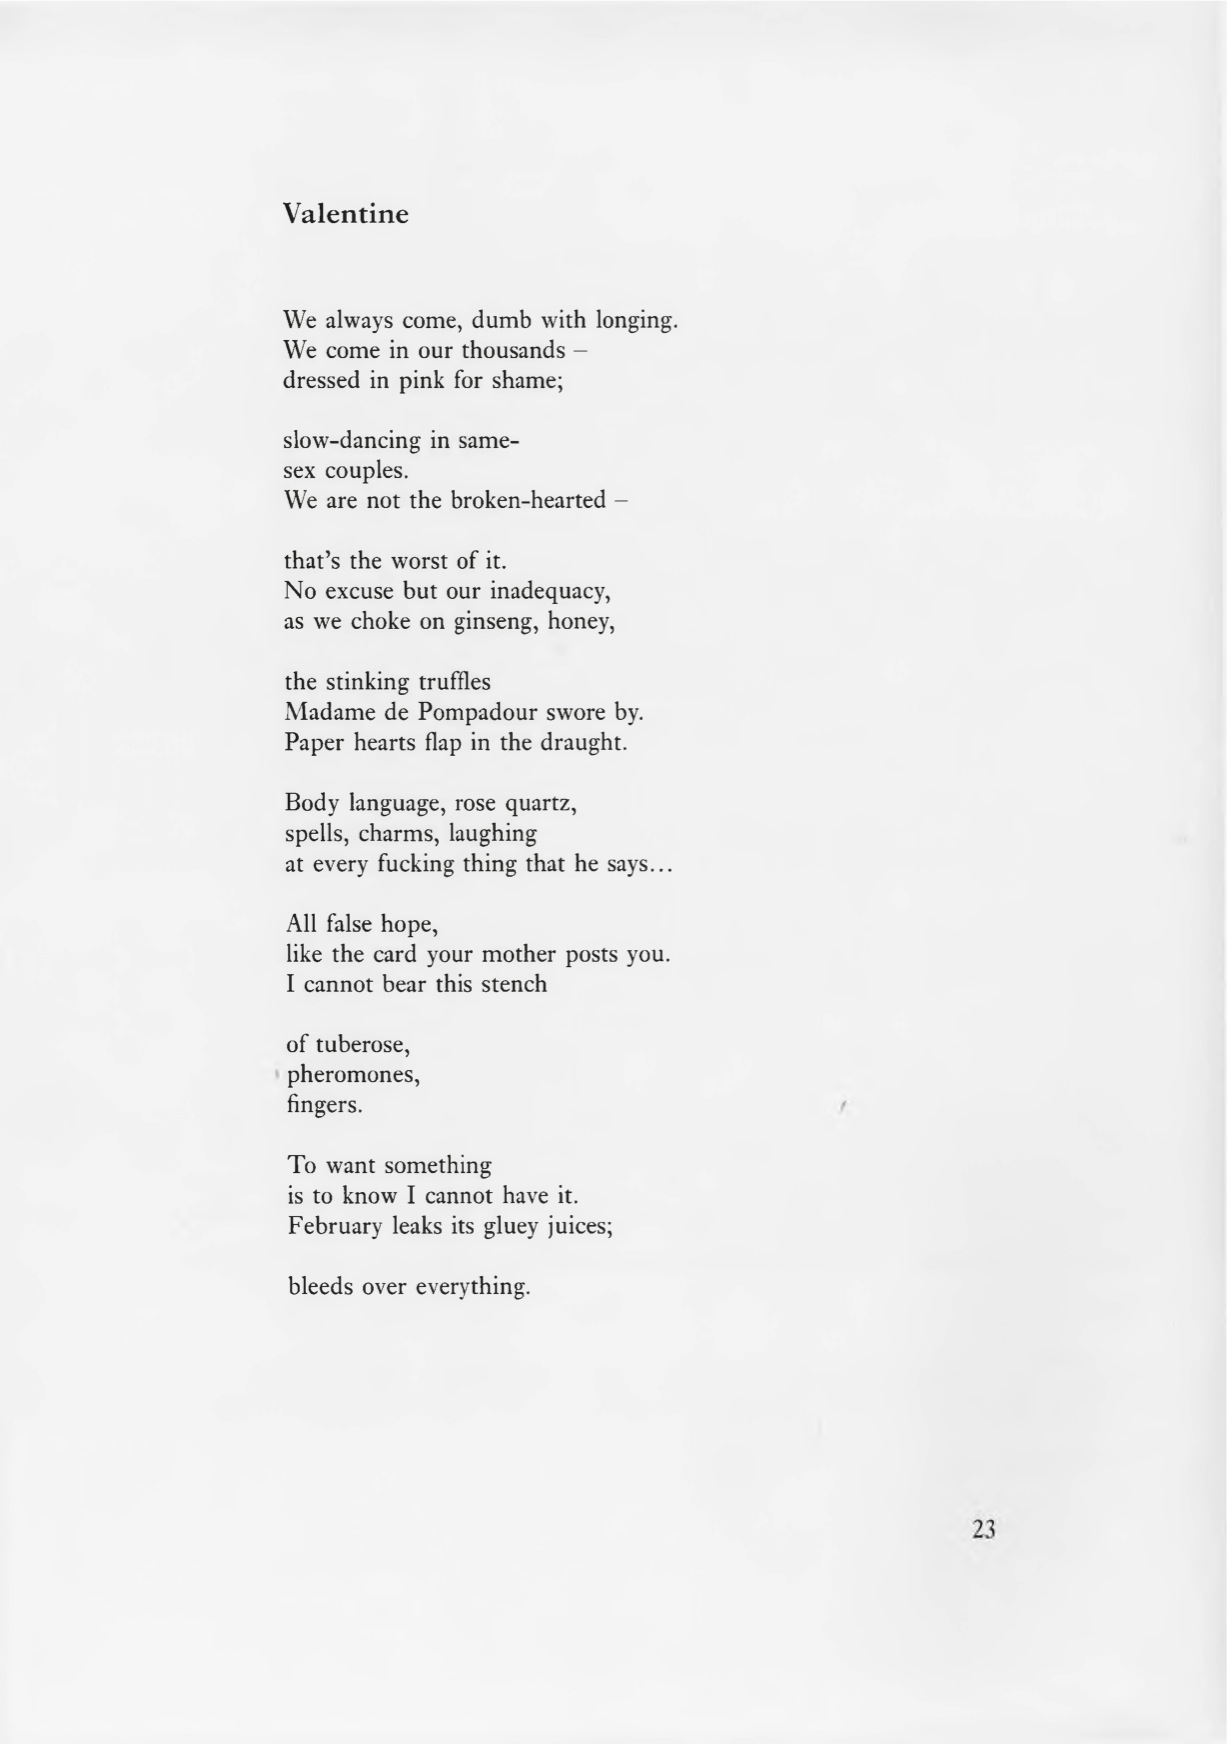 Valentine
We always come, dumb with longing.
We come in our thousands –
dressed in pink for shame;
slow-dancing in same-
sex couples.
We are not the broken-hearted –
that’s the worst of it.
No excuse but our inadequacy,
as we choke on ginseng, honey,
the stinking truffles
Madame de Pompadour swore by.
Paper hearts flap in the draught.
Body language, rose quartz,
spells, charms, laughing
at every fucking thing that he says…
All false hope,
like the card your mother posts you.
I cannot bear this stench
of tuberose,
pheromones,
fingers.
To want something
is to know I cannot have it.
February leaks its gluey juices;
bleeds over everything.
23